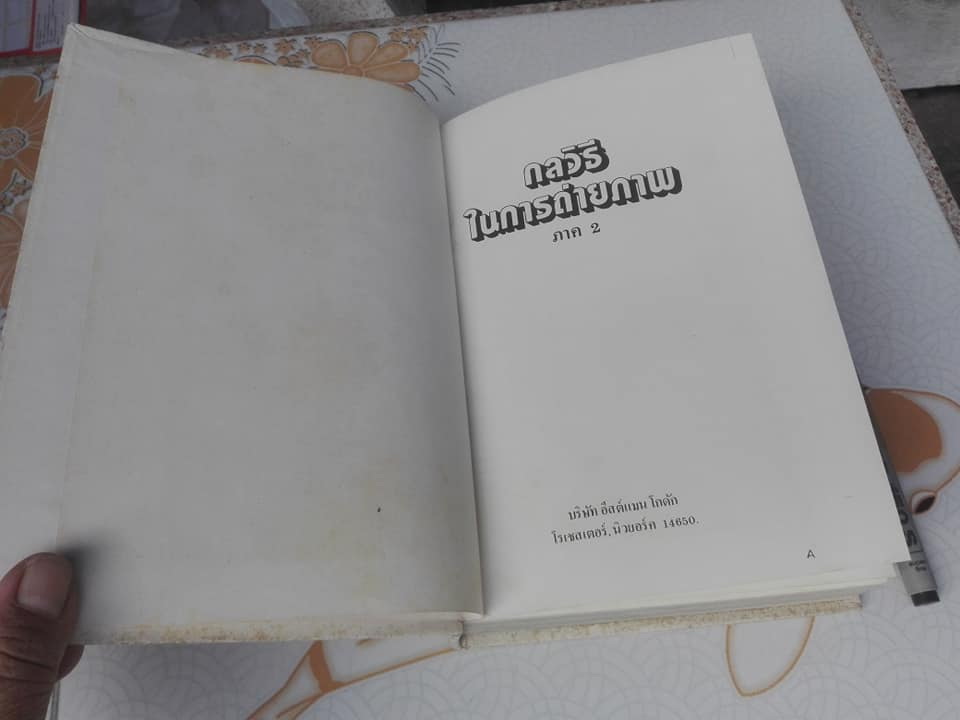 กลวิธี
ในการถ่ายภาพ
ภาค 2
บริษัท อีสต์แมน โกดัก
โรเชสเตอร์, นิวยอร์ค 14650.
A